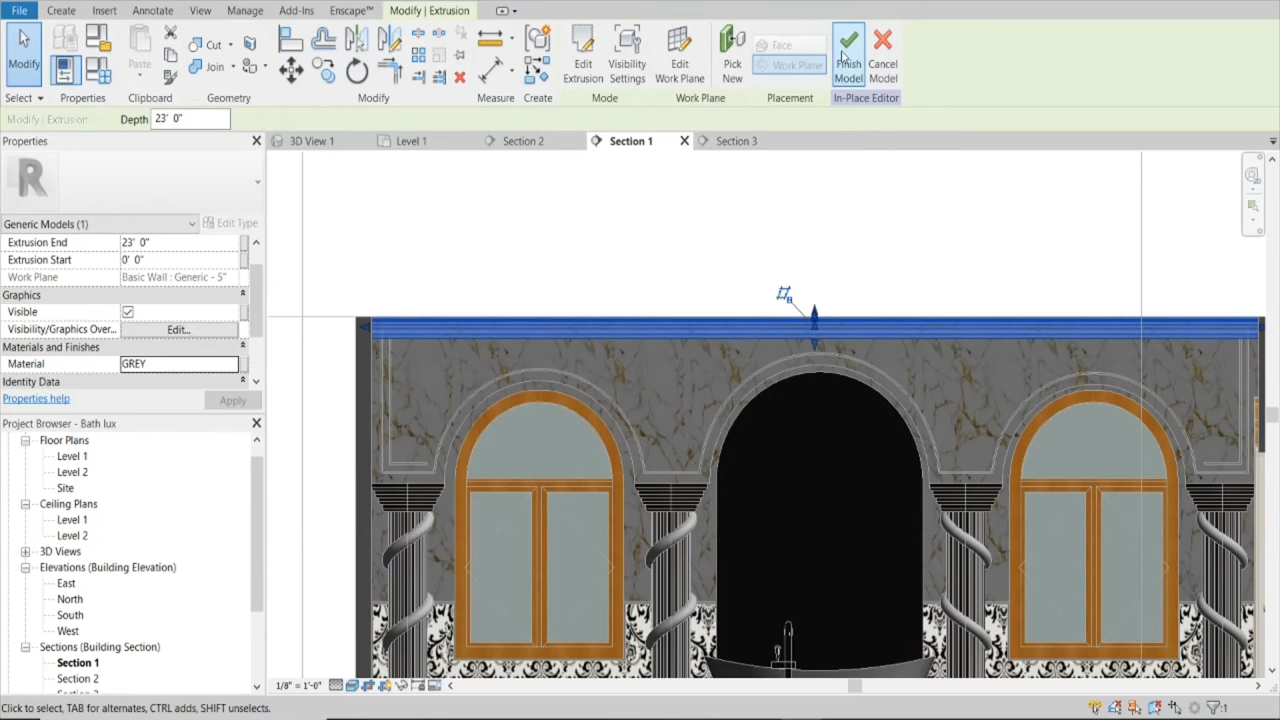 File Create Insert Annotate View Manage Add-Ins Enscape™ Modify | Extrusion
Cut
Face
Paste
Join
Work Plane
Modify
Edit Extrusion
Visibility Settings
Edit Work Plane
Pick New
Finish Model
Cancel Model
Select Properties Clipboard Geometry Modify Measure Create Mode Work Plane Placement In-Place Editor
Modify | Extrusion Depth 23' 0"
Properties
3D View 1 Level 1 Section 2 Section 1 Section 3
R
Generic Models (1) Edit Type
Extrusion End 23' 0"
Extrusion Start 0' 0"
Work Plane Basic Wall : Generic - 5"
Graphics
Visible
Visibility/Graphics Over... Edit...
Materials and Finishes
Material GREY
Identity Data
Properties help Apply
Project Browser - Bath lux
Floor Plans
Level 1
Level 2
Site
Ceiling Plans
Level 1
Level 2
3D Views
Elevations (Building Elevation)
East
North
South
West
Sections (Building Section)
Section 1
Section 2
1/8" = 1'-0"
Click to select, TAB for alternates, CTRL adds, SHIFT unselects.
:1